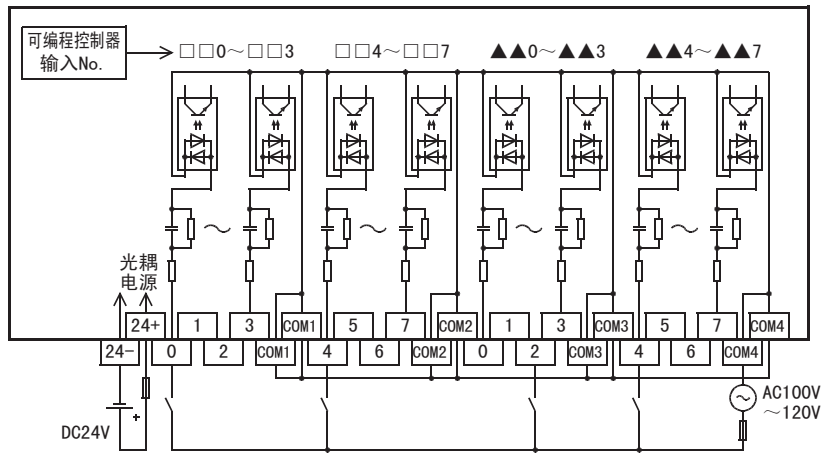 可编程控制器
输入No.
□□0～□□3 □□4～□□7 ▲▲0～▲▲3 ▲▲4～▲▲7
光耦
电源
24+ 1 3 COM1 5 7 COM2 1 3 COM3 5 7 COM4
24- 0 2 COM1 4 6 COM2 0 2 COM3 4 6 COM4
+
DC24V
AC100V
～120V